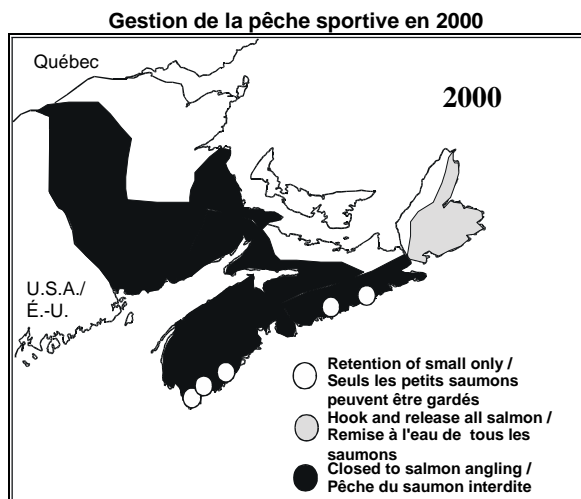 Gestion de la pêche sportive en 2000
Québec
2000
U.S.A./
É.-U.
Retention of small only /
Seuls les petits saumons
peuvent être gardés
Hook and release all salmon /
Remise à l'eau de tous les
saumons
Closed to salmon angling /
Pêche du saumon interdite